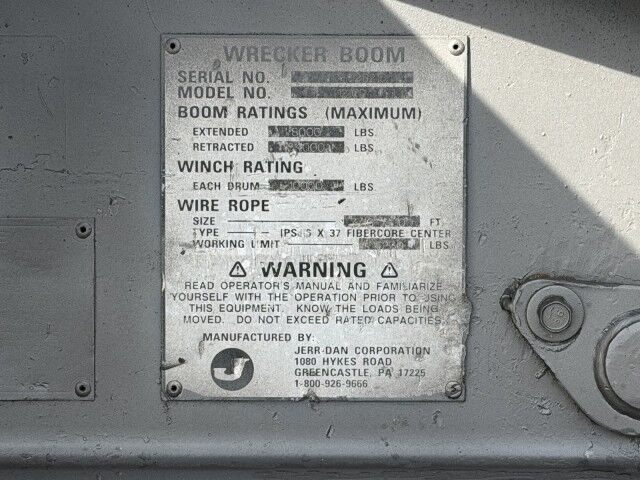 WRECKER BOOM
SERIAL NO.
MODEL NO.
BOOM RATINGS (MAXIMUM)
EXTENDED LBS.
RETRACTED LBS.
WINCH RATING
EACH DRUM LBS
WIRE ROPE
SIZE FT
TYPE IPS 6 X 37 FIBERCORE CENTER
WORKING LIMIT LBS
⚠ WARNING ⚠
READ OPERATOR'S MANUAL AND FAMILIARIZE
YOURSELF WITH THE OPERATION PRIOR TO USING
THIS EQUIPMENT. KNOW THE LOADS BEING
MOVED. DO NOT EXCEED RATED CAPACITIES.
MANUFACTURED BY:
JERR-DAN CORPORATION
1080 HYKES ROAD
GREENCASTLE, PA 17225
1-800-926-9666